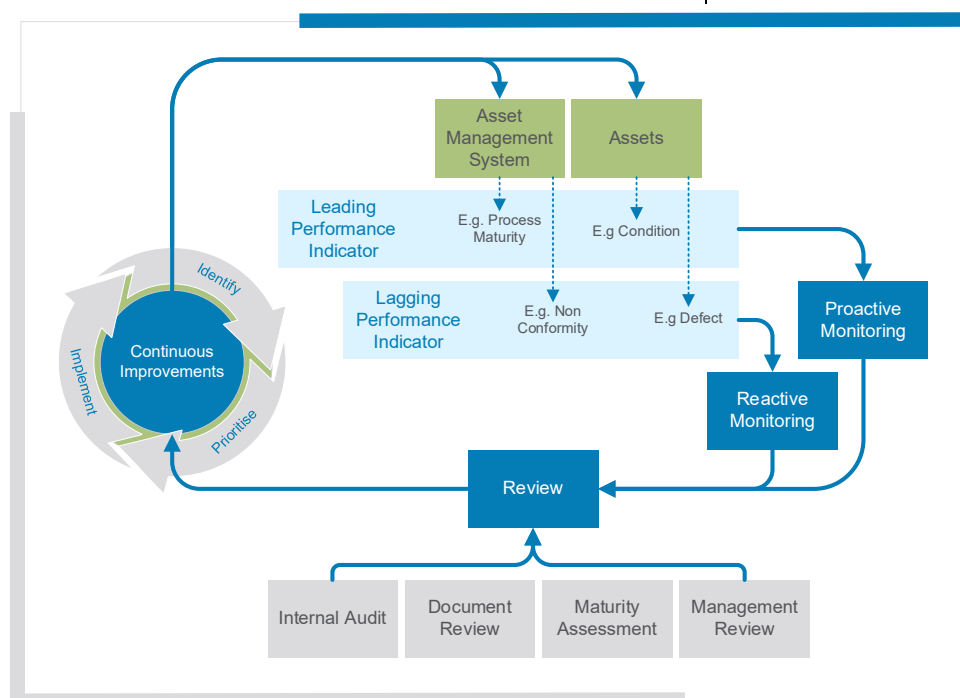 Asset
Management
System
Assets
Leading
Performance
Indicator
E.g. Process
Maturity
E.g Condition
Lagging
Performance
Indicator
E.g. Non
Conformity
E.g Defect
Proactive
Monitoring
Reactive
Monitoring
Identify
Prioritise
Implement
Continuous
Improvements
Review
Internal Audit
Document
Review
Maturity
Assessment
Management
Review